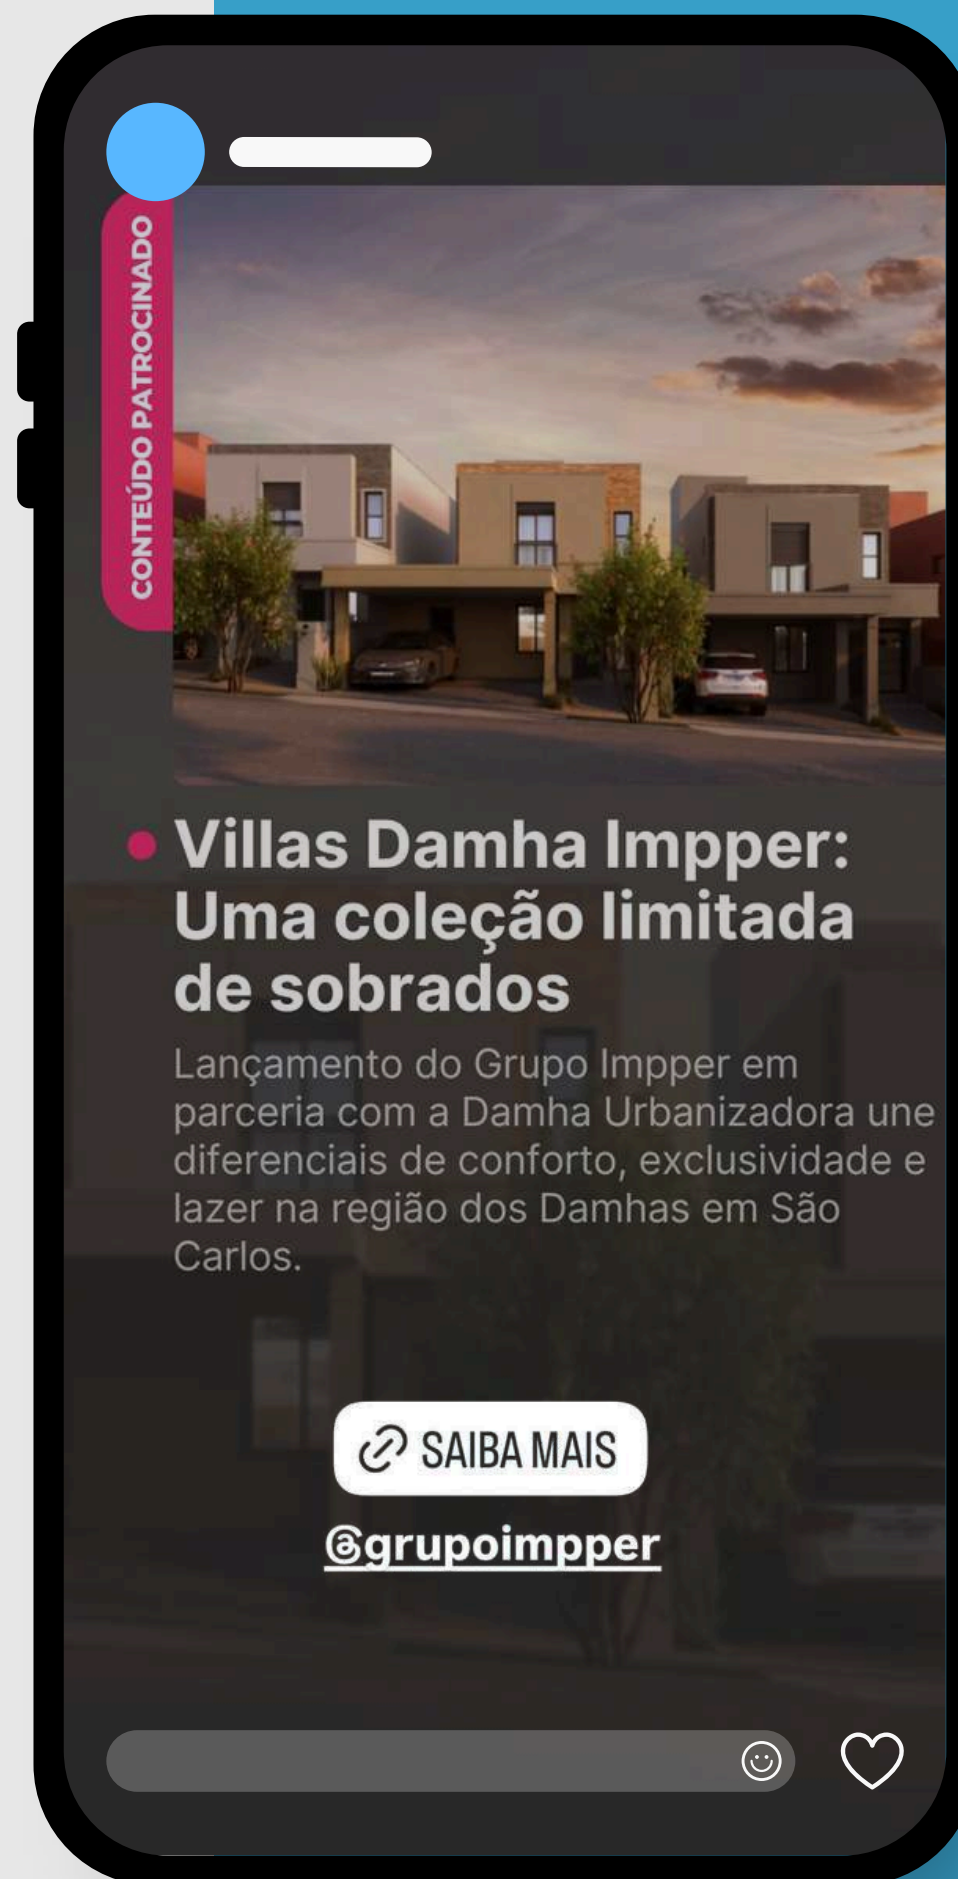 CONTEÚDO PATROCINADO
Villas Damha Impper:
Uma coleção limitada
de sobrados
Lançamento do Grupo Impper em
parceria com a Damha Urbanizadora une
diferenciais de conforto, exclusividade e
lazer na região dos Damhas em São
Carlos.
SAIBA MAIS
@grupoimpper